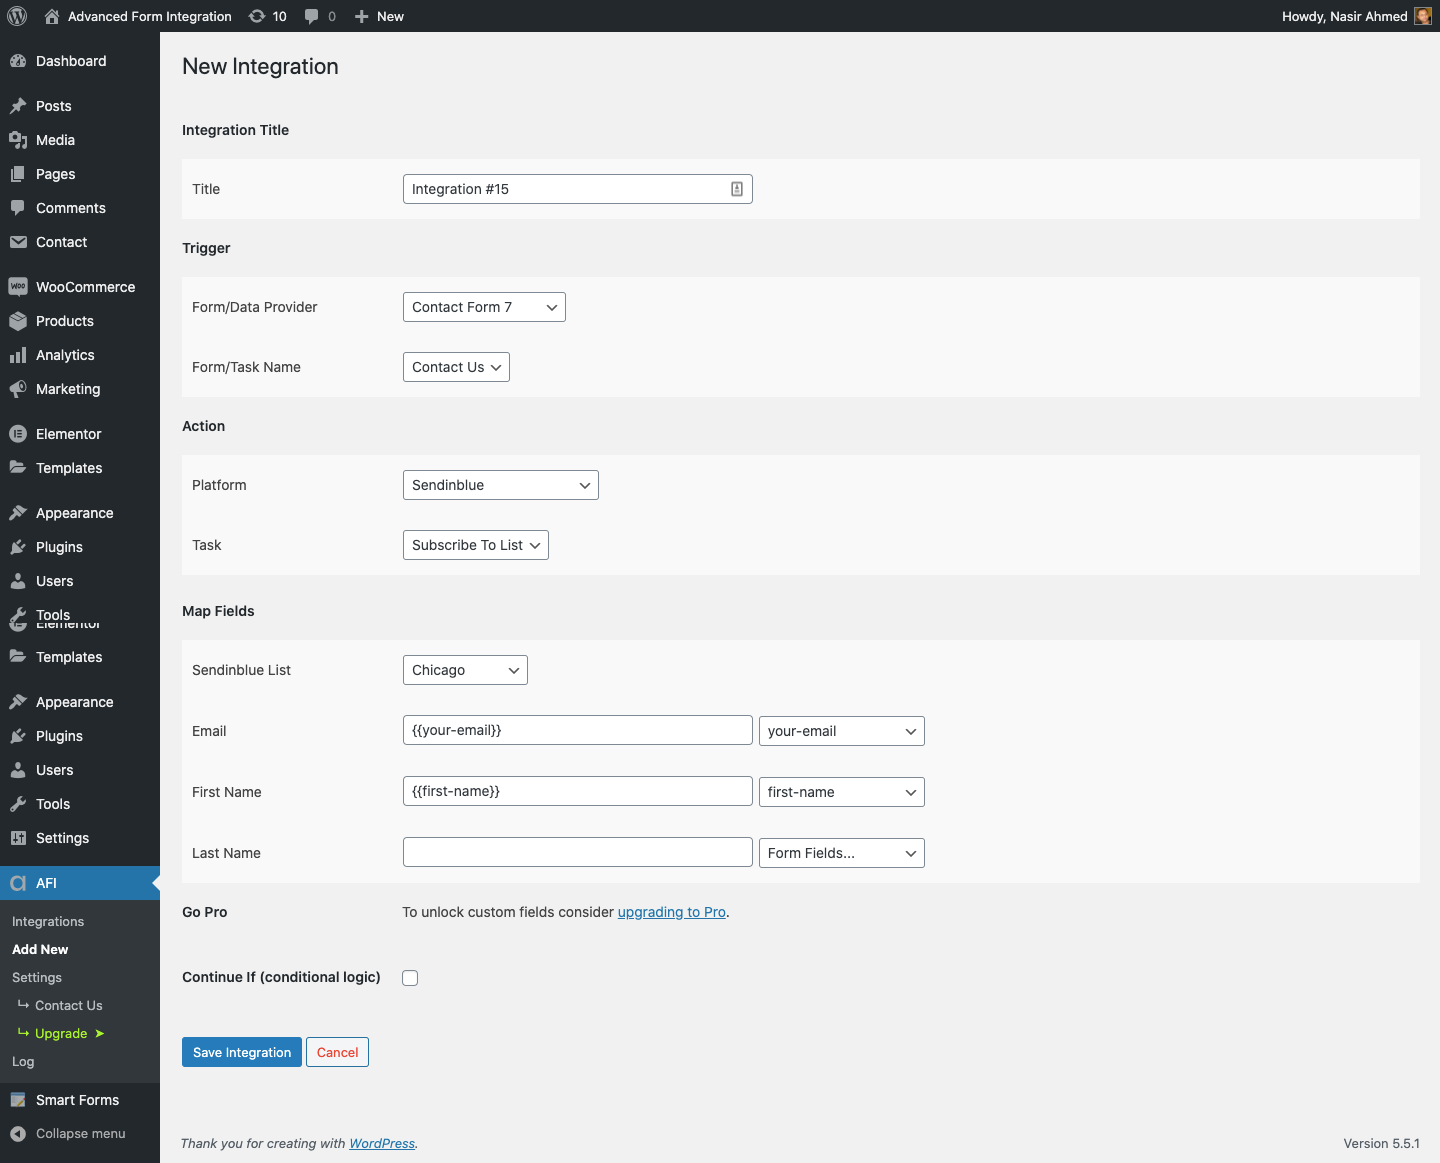 Advanced Form Integration 10 0 New Howdy, Nasir Ahmed
Dashboard
Posts
Media
Pages
Comments
Contact
WOO WooCommerce
Products
Analytics
Marketing
Elementor
Templates
Appearance
Plugins
Users
Tools
Elementor
Templates
Appearance
Plugins
Users
Tools
Settings
AFI
Integrations
Add New
Settings
Contact Us
Upgrade ➤
Log
Smart Forms
Collapse menu
New Integration
Integration Title
Title Integration #15
Trigger
Form/Data Provider Contact Form 7
Form/Task Name Contact Us
Action
Platform Sendinblue
Task Subscribe To List
Map Fields
Sendinblue List Chicago
Email {{your-email}} your-email
First Name {{first-name}} first-name
Last Name Form Fields...
Go Pro To unlock custom fields consider upgrading to Pro.
Continue If (conditional logic)
Save Integration Cancel
Thank you for creating with WordPress. Version 5.5.1